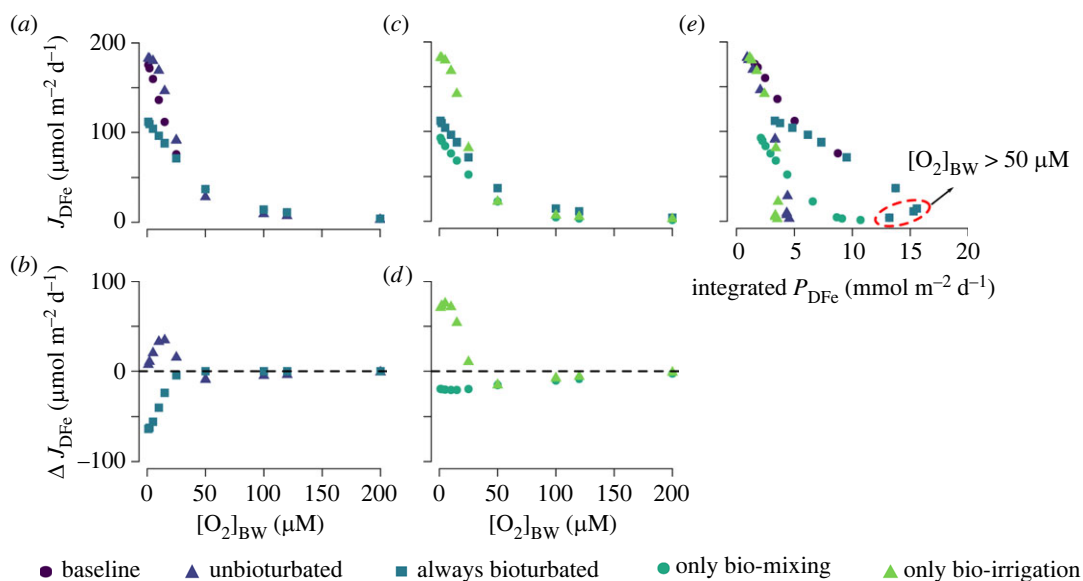 (a)
(c)
(e)
200
100
0
J_DFe (μmol m⁻² d⁻¹)
[O₂]_BW > 50 μM
0 5 10 15 20
integrated P_DFe (mmol m⁻² d⁻¹)
(b)
(d)
100
0
−100
Δ J_DFe (μmol m⁻² d⁻¹)
0 50 100 150 200
[O₂]_BW (μM)
0 50 100 150 200
[O₂]_BW (μM)
baseline unbioturbated always bioturbated only bio-mixing only bio-irrigation